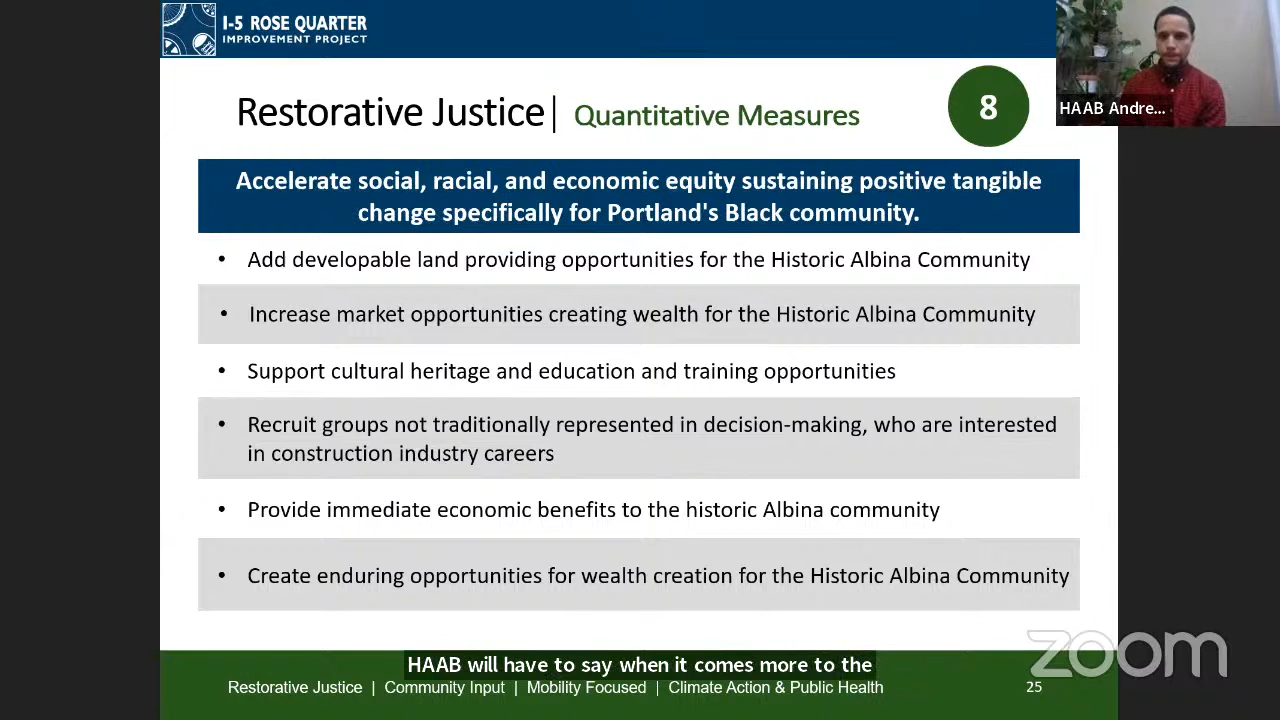 I-5 ROSE QUARTER
IMPROVEMENT PROJECT
HAAB Andre...
Restorative Justice| Quantitative Measures
8
Accelerate social, racial, and economic equity sustaining positive tangible
change specifically for Portland's Black community.
• Add developable land providing opportunities for the Historic Albina Community
• Increase market opportunities creating wealth for the Historic Albina Community
• Support cultural heritage and education and training opportunities
• Recruit groups not traditionally represented in decision-making, who are interested
in construction industry careers
• Provide immediate economic benefits to the historic Albina community
• Create enduring opportunities for wealth creation for the Historic Albina Community
HAAB will have to say when it comes more to the
zoom
Restorative Justice | Community Input | Mobility Focused | Climate Action & Public Health
25